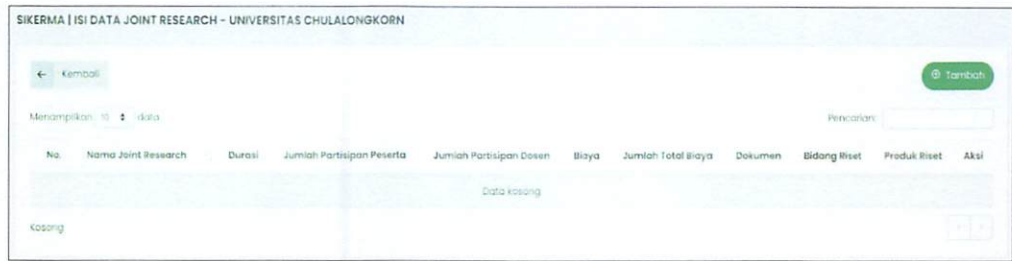 SIKERMA | ISI DATA JOINT RESEARCH - UNIVERSITAS CHULALONGKORN
← Kembali
Tambah
Menampilkan 10 data
Pencarian:
No. Nama Joint Research Durasi Jumlah Partisipan Peserta Jumlah Partisipan Dosen Biaya Jumlah Total Biaya Dokumen Bidang Riset Produk Riset Aksi
Data kosong
Kosong